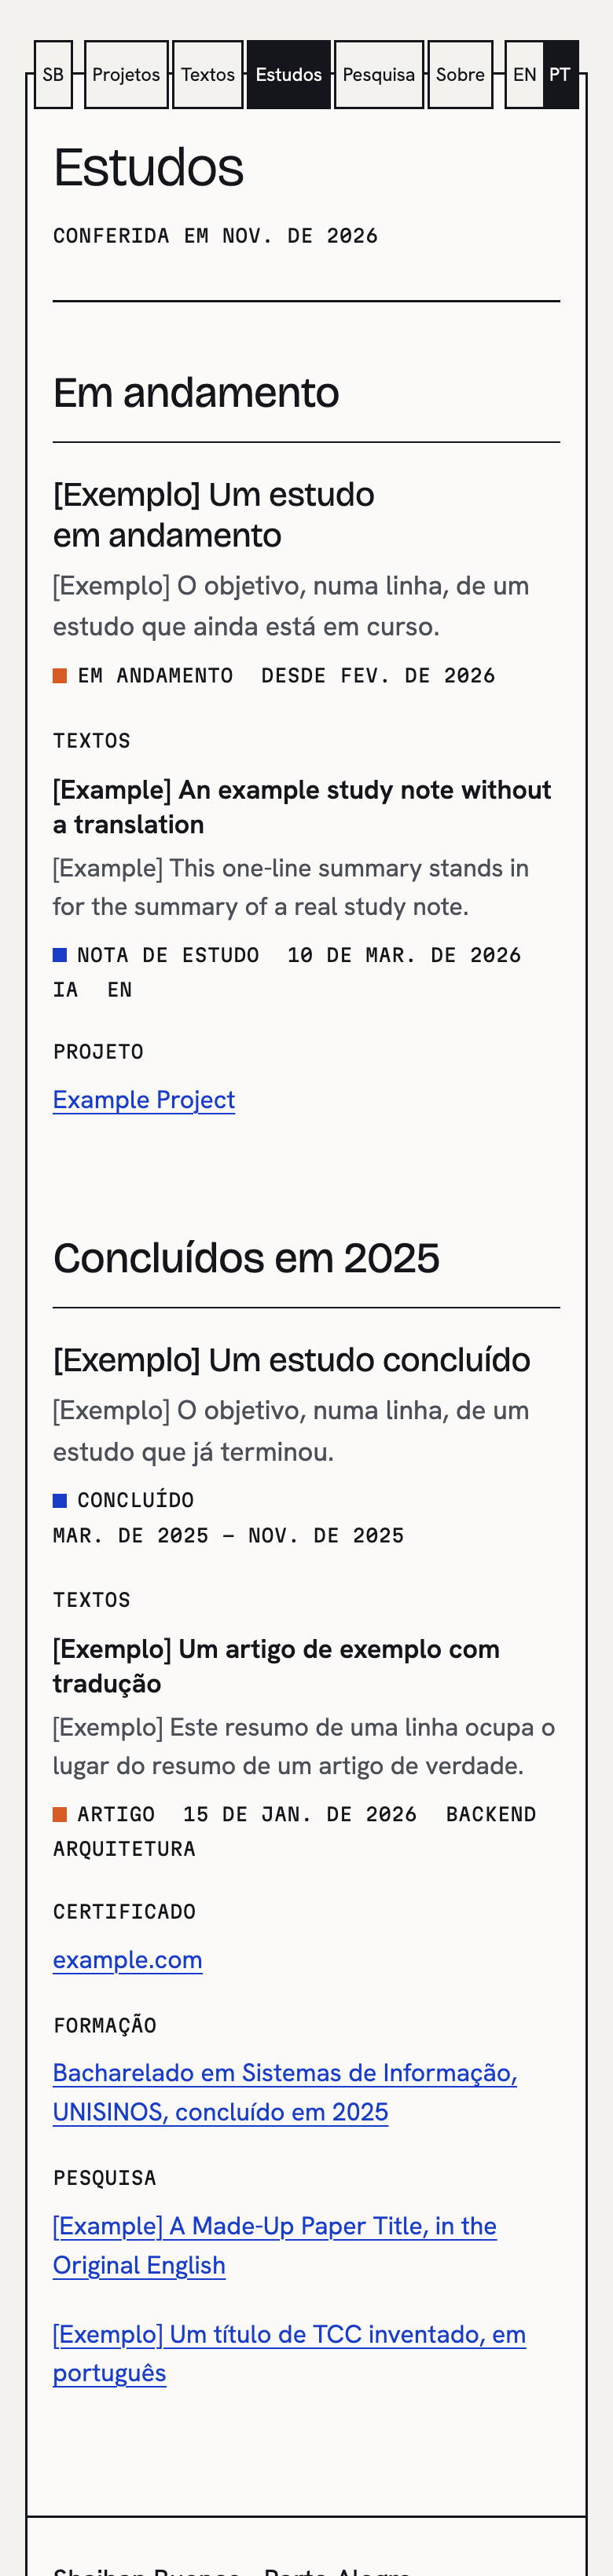 SB Projetos Textos Estudos Pesquisa Sobre EN PT
Estudos
CONFERIDA EM NOV. DE 2026
Em andamento
[Exemplo] Um estudo
em andamento
[Exemplo] O objetivo, numa linha, de um
estudo que ainda está em curso.
EM ANDAMENTO DESDE FEV. DE 2026
TEXTOS
[Example] An example study note without
a translation
[Example] This one-line summary stands in
for the summary of a real study note.
NOTA DE ESTUDO 10 DE MAR. DE 2026
IA EN
PROJETO
Example Project
Concluídos em 2025
[Exemplo] Um estudo concluído
[Exemplo] O objetivo, numa linha, de um
estudo que já terminou.
CONCLUÍDO
MAR. DE 2025 – NOV. DE 2025
TEXTOS
[Exemplo] Um artigo de exemplo com
tradução
[Exemplo] Este resumo de uma linha ocupa o
lugar do resumo de um artigo de verdade.
ARTIGO 15 DE JAN. DE 2026 BACKEND
ARQUITETURA
CERTIFICADO
example.com
FORMAÇÃO
Bacharelado em Sistemas de Informação,
UNISINOS, concluído em 2025
PESQUISA
[Example] A Made-Up Paper Title, in the
Original English
[Exemplo] Um título de TCC inventado, em
português